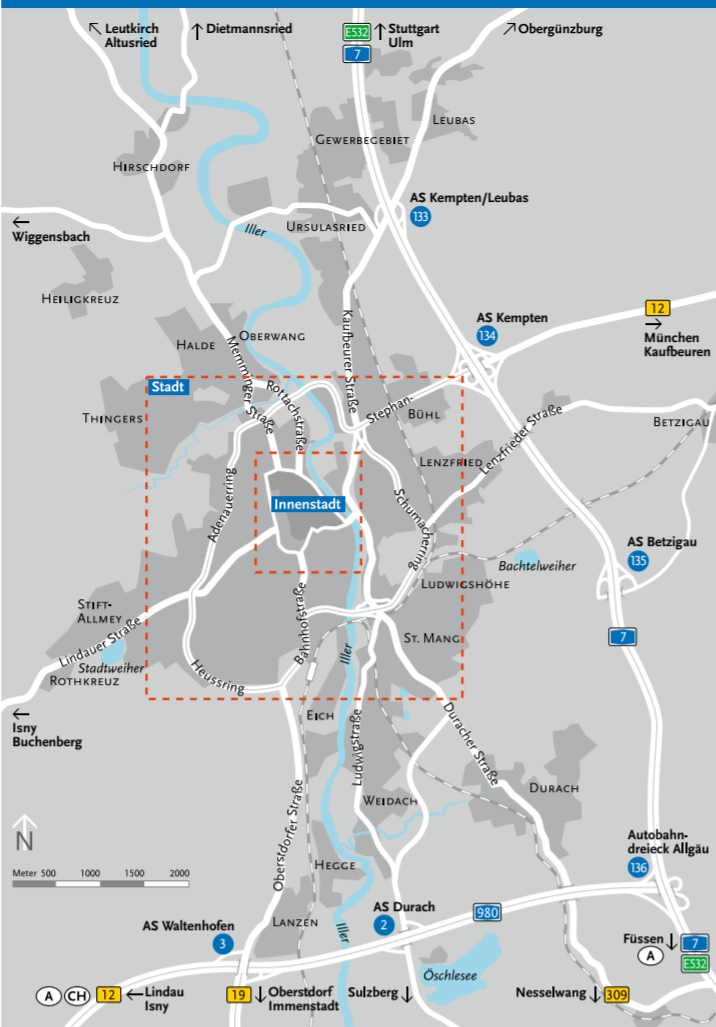 Leutkirch
Altusried
Dietmannsried
E532
7
Stuttgart
Ulm
Obergünzburg
LEUBAS
GEWERBEGEBIET
HIRSCHDORF
AS Kempten/Leubas
133
Wiggensbach
Iller
URSULASRIED
HEILIGKREUZ
12
AS Kempten
134
München
Kaufbeuren
HALDE
OBERWANG
Memminger Straße
Kaufbeurer Straße
Stadt
Rottachstraße
Stephan-
BÜHL
THINGERS
Lenzfrieder Straße
BETZIGAU
LENZFRIED
Adenauerring
Innenstadt
Schumacherring
AS Betzigau
135
Bachtelweiher
LUDWIGSHÖHE
STIFT-
ALLMEY
Bahnhofstraße
7
ST. MANG
Lindauer Straße
Stadtweiher
ROTHKREUZ
Iller
Heussring
Isny
Buchenberg
EICH
Ludwigstraße
Duracher Straße
DURACH
WEIDACH
Oberstdorfer Straße
N
Autobahn-
dreieck Allgäu
136
Meter 500 1000 1500 2000
HEGGE
AS Durach
2
980
LANZEN
AS Waltenhofen
3
Iller
Füssen
7
A
E532
Öschlesee
A CH 12 Lindau
Isny
19 Oberstdorf
Immenstadt
Sulzberg
Nesselwang 309